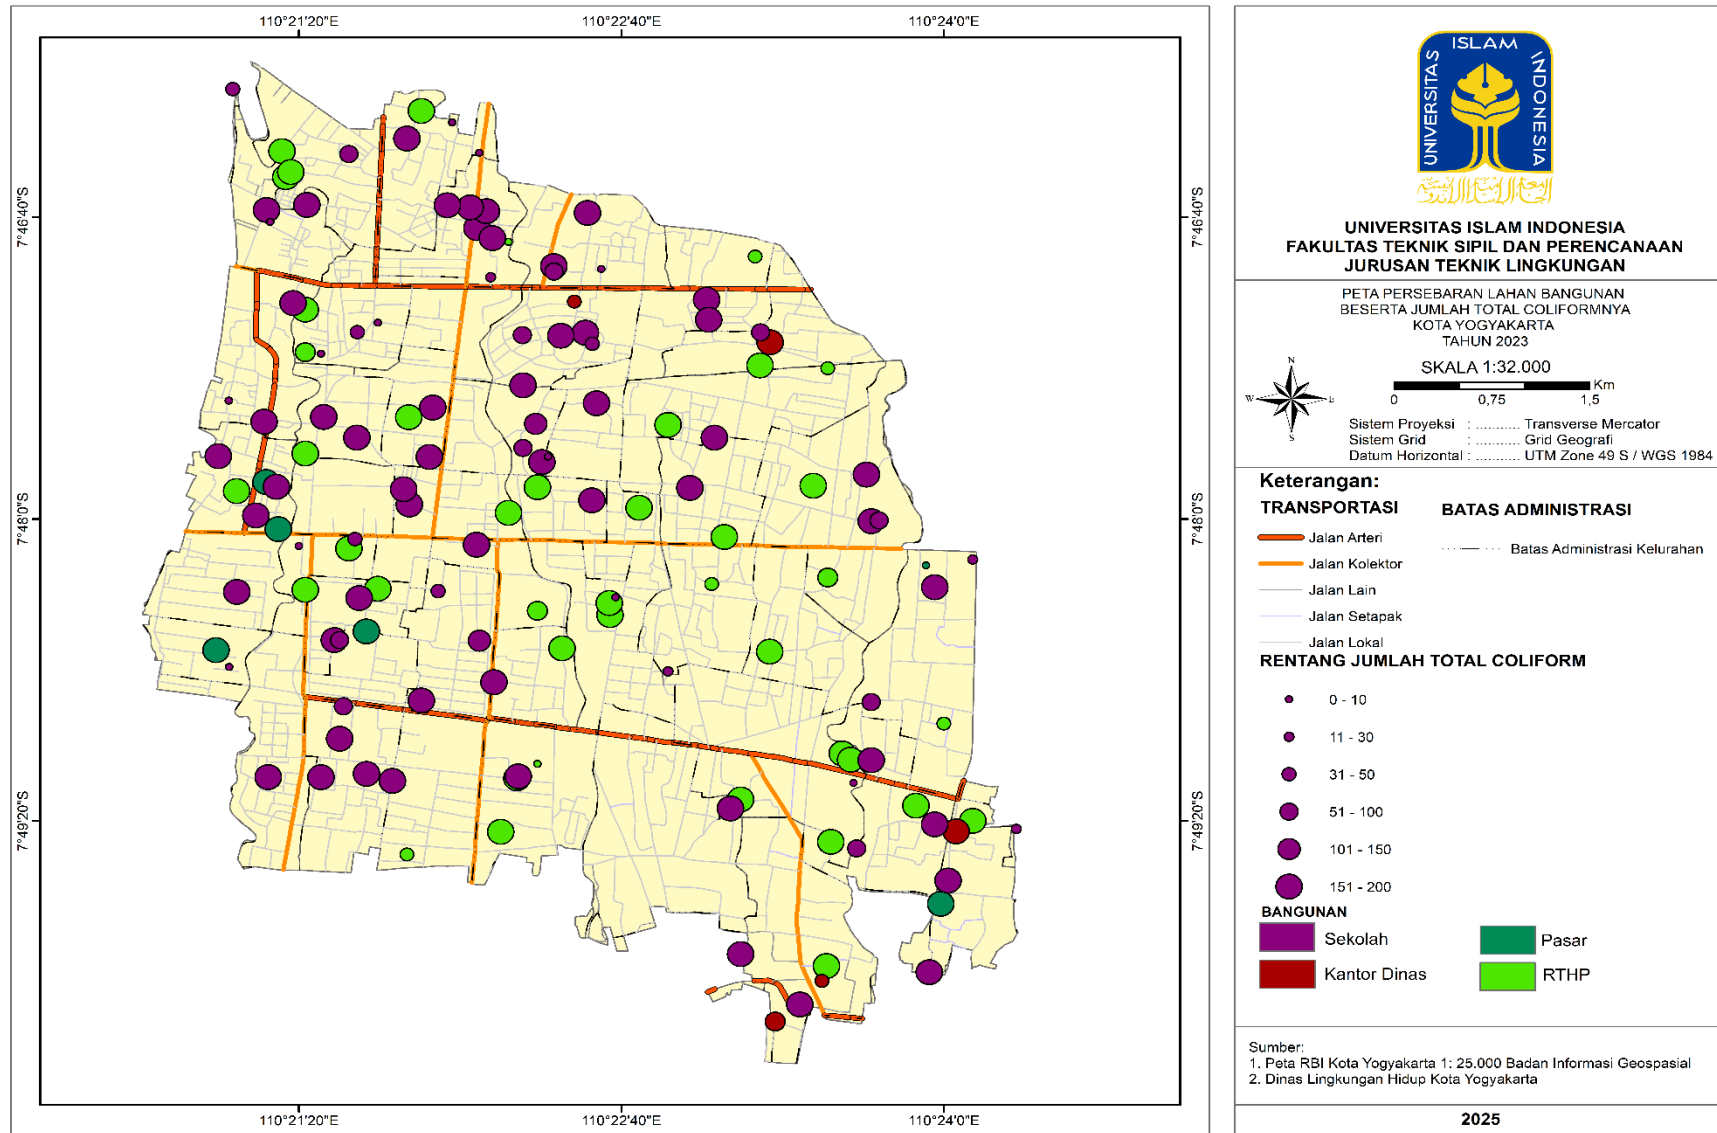 110°21'20"E
110°22'40"E
110°24'0"E
7°46'40"S
7°48'0"S
7°49'20"S
7°46'40"S
7°48'0"S
7°49'20"S
110°21'20"E
110°22'40"E
110°24'0"E
UNIVERSITAS
ISLAM
INDONESIA
UNIVERSITAS ISLAM INDONESIA
FAKULTAS TEKNIK SIPIL DAN PERENCANAAN
JURUSAN TEKNIK LINGKUNGAN
PETA PERSEBARAN LAHAN BANGUNAN
BESERTA JUMLAH TOTAL COLIFORMNYA
KOTA YOGYAKARTA
TAHUN 2023
SKALA 1:32.000
N
W
E
S
Km
0 0,75 1,5
Sistem Proyeksi : .......... Transverse Mercator
Sistem Grid : .......... Grid Geografi
Datum Horizontal : .......... UTM Zone 49 S / WGS 1984
Keterangan:
TRANSPORTASI
Jalan Arteri
Jalan Kolektor
Jalan Lain
Jalan Setapak
Jalan Lokal
BATAS ADMINISTRASI
Batas Administrasi Kelurahan
RENTANG JUMLAH TOTAL COLIFORM
0 - 10
11 - 30
31 - 50
51 - 100
101 - 150
151 - 200
BANGUNAN
Sekolah
Kantor Dinas
Pasar
RTHP
Sumber:
1. Peta RBI Kota Yogyakarta 1: 25.000 Badan Informasi Geospasial
2. Dinas Lingkungan Hidup Kota Yogyakarta
2025